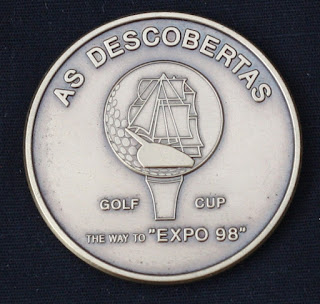 AS DESCOBERTAS
GOLF CUP
THE WAY TO "EXPO 98"